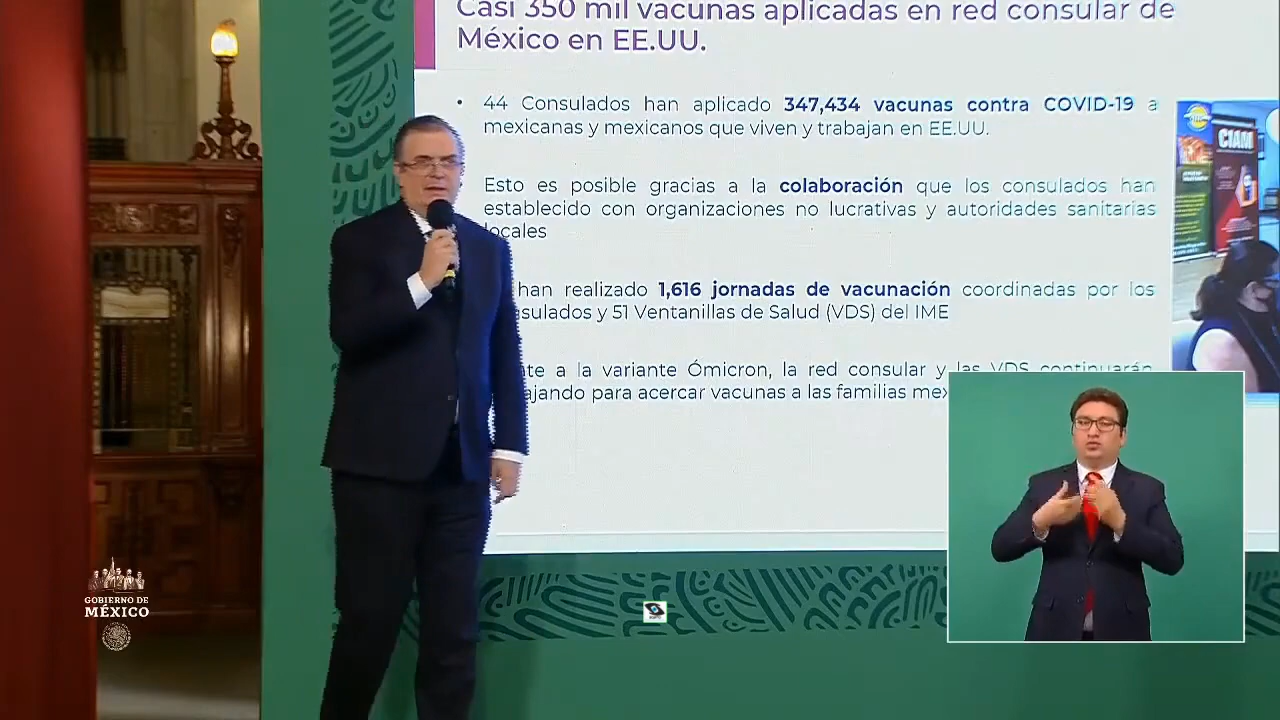 Casi 350 mil vacunas aplicadas en red consular de
México en EE.UU.
• 44 Consulados han aplicado 347,434 vacunas contra COVID-19 a
mexicanas y mexicanos que viven y trabajan en EE.UU.
Esto es posible gracias a la colaboración que los consulados han
establecido con organizaciones no lucrativas y autoridades sanitarias
locales
han realizado 1,616 jornadas de vacunación coordinadas por los
nsulados y 51 Ventanillas de Salud (VDS) del IME
te a la variante Ómicron, la red consular y las VDS continuarán
ajando para acercar vacunas a las familias mex
CIAM
GOBIERNO DE
MÉXICO